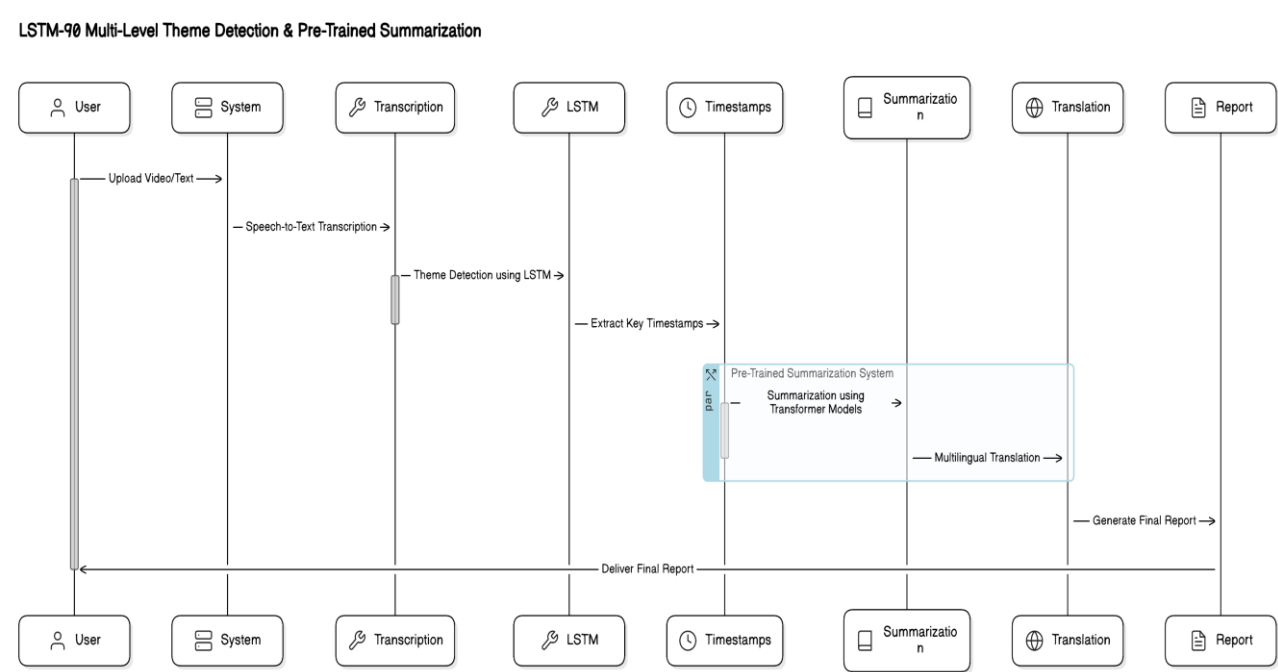 LSTM-90 Multi-Level Theme Detection & Pre-Trained Summarization
User
System
Transcription
LSTM
Timestamps
Summarizatio
n
Translation
Report
Upload Video/Text
Speech-to-Text Transcription
Theme Detection using LSTM
Extract Key Timestamps
par
Pre-Trained Summarization System
Summarization using
Transformer Models
Multilingual Translation
Generate Final Report
Deliver Final Report
User
System
Transcription
LSTM
Timestamps
Summarizatio
n
Translation
Report